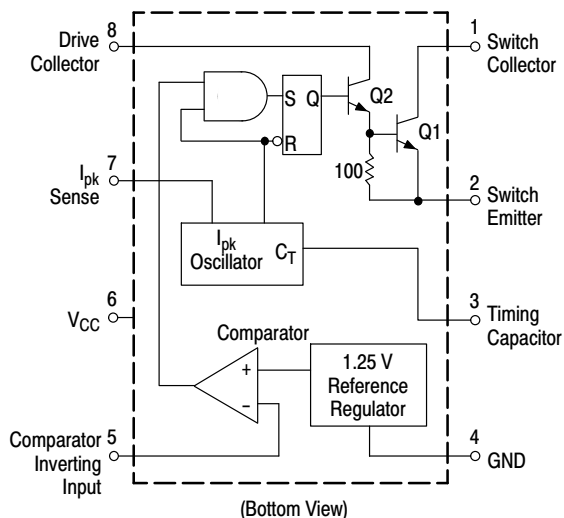 8
Drive
Collector
1
Switch
Collector
S Q
R
Q2
Q1
100
7
Ipk
Sense
2
Switch
Emitter
Ipk
Oscillator
CT
6
VCC
3
Timing
Capacitor
Comparator
+
–
1.25 V
Reference
Regulator
5
Comparator
Inverting
Input
4
GND
(Bottom View)